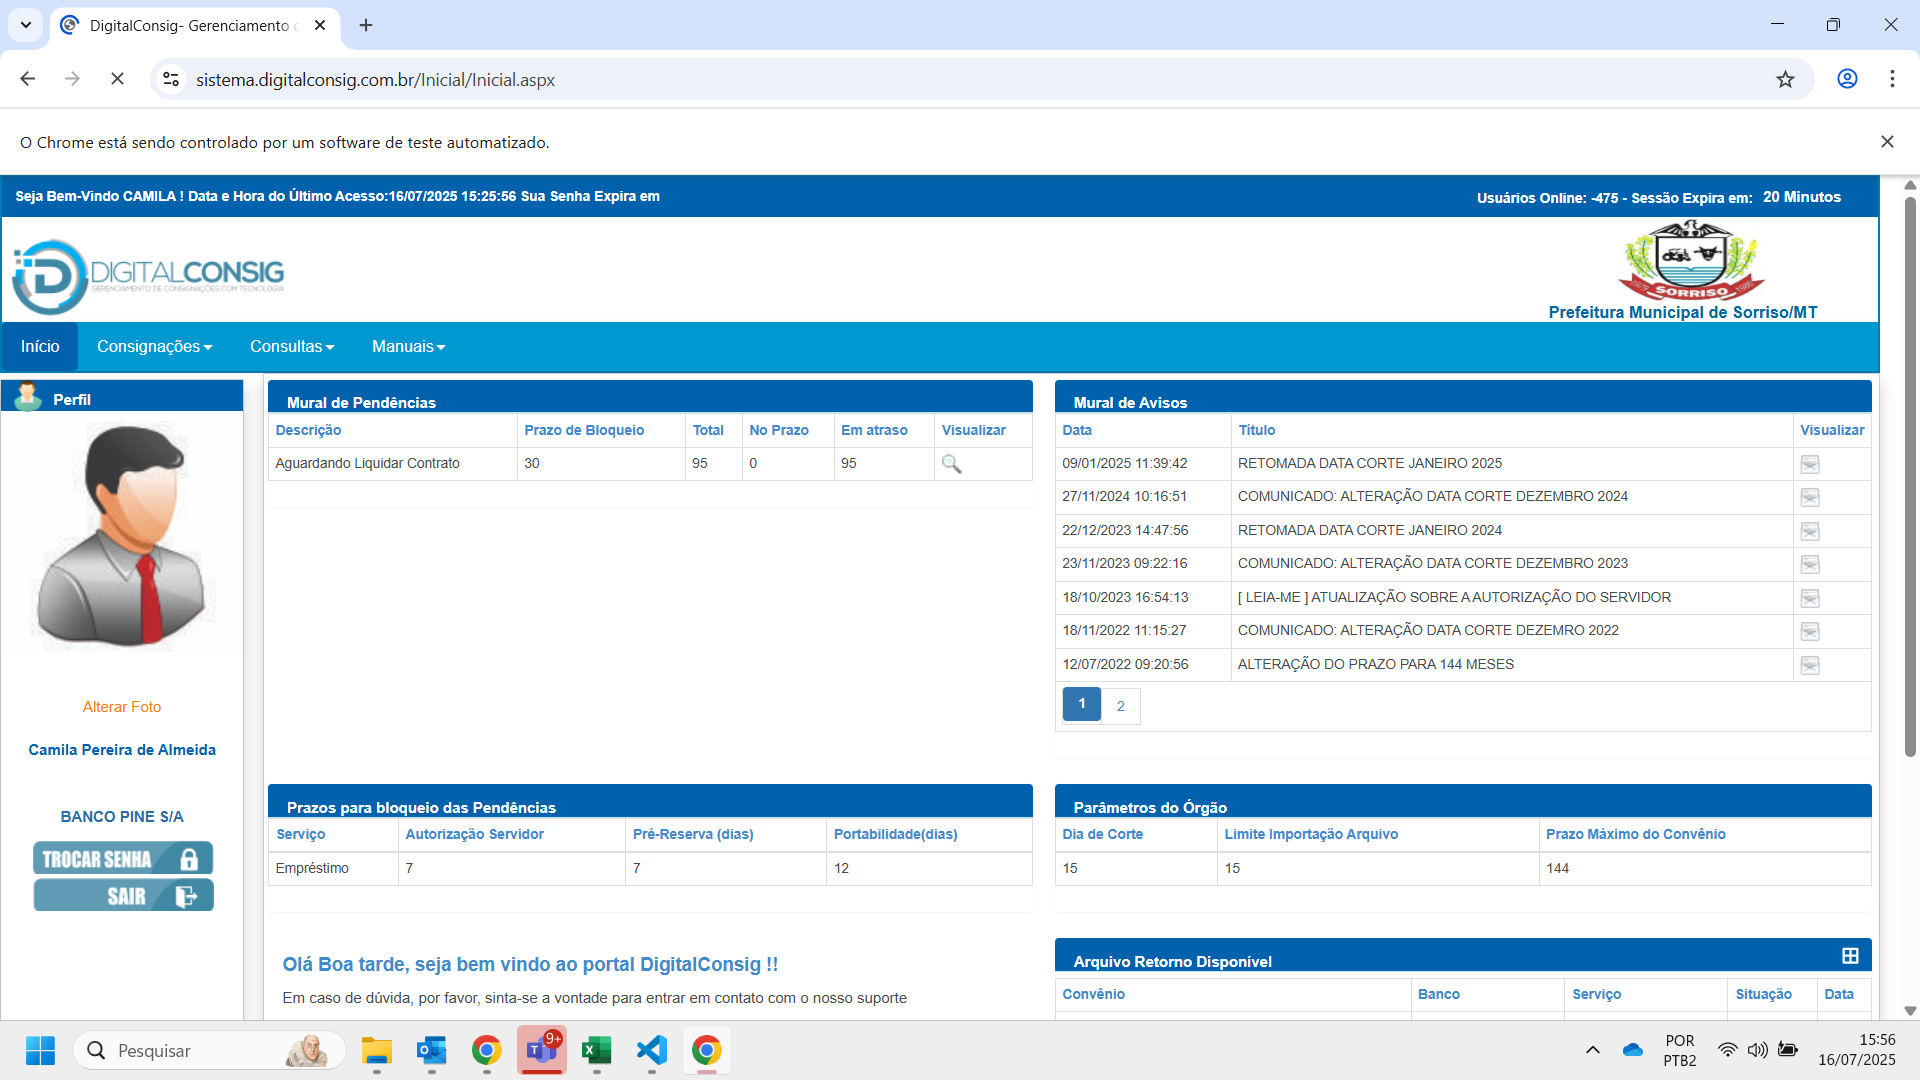 DigitalConsig- Gerenciamento
sistema.digitalconsig.com.br/Inicial/Inicial.aspx
O Chrome está sendo controlado por um software de teste automatizado.
Seja Bem-Vindo CAMILA ! Data e Hora do Último Acesso:16/07/2025 15:25:56 Sua Senha Expira em
Usuários Online: -475 - Sessão Expira em: 20 Minutos
DIGITALCONSIG
GERENCIAMENTO DE CONSIGNAÇÕES COM TECNOLOGIA
SORRISO
Prefeitura Municipal de Sorriso/MT
Início Consignações Consultas Manuais
Perfil
Alterar Foto
Camila Pereira de Almeida
BANCO PINE S/A
TROCAR SENHA
SAIR
Mural de Pendências
Descrição Prazo de Bloqueio Total No Prazo Em atraso Visualizar
Aguardando Liquidar Contrato 30 95 0 95
Mural de Avisos
Data Título Visualizar
09/01/2025 11:39:42 RETOMADA DATA CORTE JANEIRO 2025
27/11/2024 10:16:51 COMUNICADO: ALTERAÇÃO DATA CORTE DEZEMBRO 2024
22/12/2023 14:47:56 RETOMADA DATA CORTE JANEIRO 2024
23/11/2023 09:22:16 COMUNICADO: ALTERAÇÃO DATA CORTE DEZEMBRO 2023
18/10/2023 16:54:13 [ LEIA-ME ] ATUALIZAÇÃO SOBRE A AUTORIZAÇÃO DO SERVIDOR
18/11/2022 11:15:27 COMUNICADO: ALTERAÇÃO DATA CORTE DEZEMRO 2022
12/07/2022 09:20:56 ALTERAÇÃO DO PRAZO PARA 144 MESES
1 2
Prazos para bloqueio das Pendências
Serviço Autorização Servidor Pré-Reserva (dias) Portabilidade(dias)
Empréstimo 7 7 12
Parâmetros do Órgão
Dia de Corte Limite Importação Arquivo Prazo Máximo do Convênio
15 15 144
Olá Boa tarde, seja bem vindo ao portal DigitalConsig !!
Em caso de dúvida, por favor, sinta-se a vontade para entrar em contato com o nosso suporte
Arquivo Retorno Disponível
Convênio Banco Serviço Situação Data
Pesquisar
9+
POR
PTB2
15:56
16/07/2025